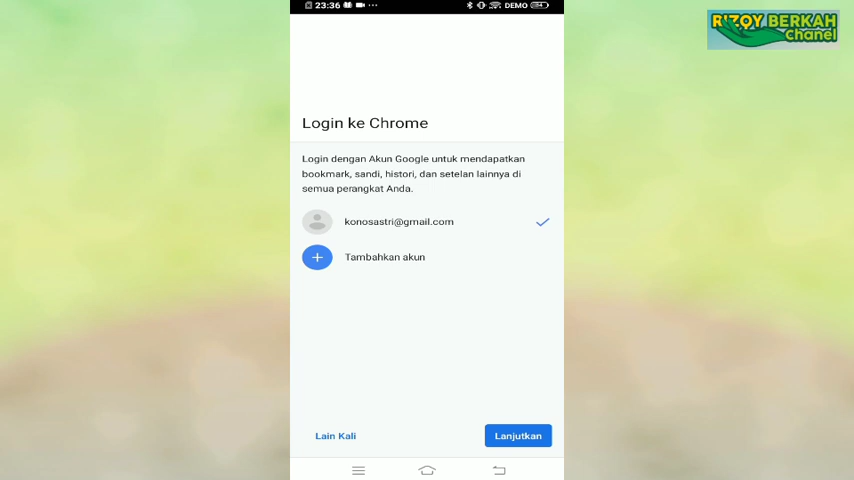 23:36
DEMO
54
RIZQY BERKAH
Chanel
Login ke Chrome
Login dengan Akun Google untuk mendapatkan
bookmark, sandi, histori, dan setelan lainnya di
semua perangkat Anda.
konosastri@gmail.com
Tambahkan akun
Lain Kali
Lanjutkan